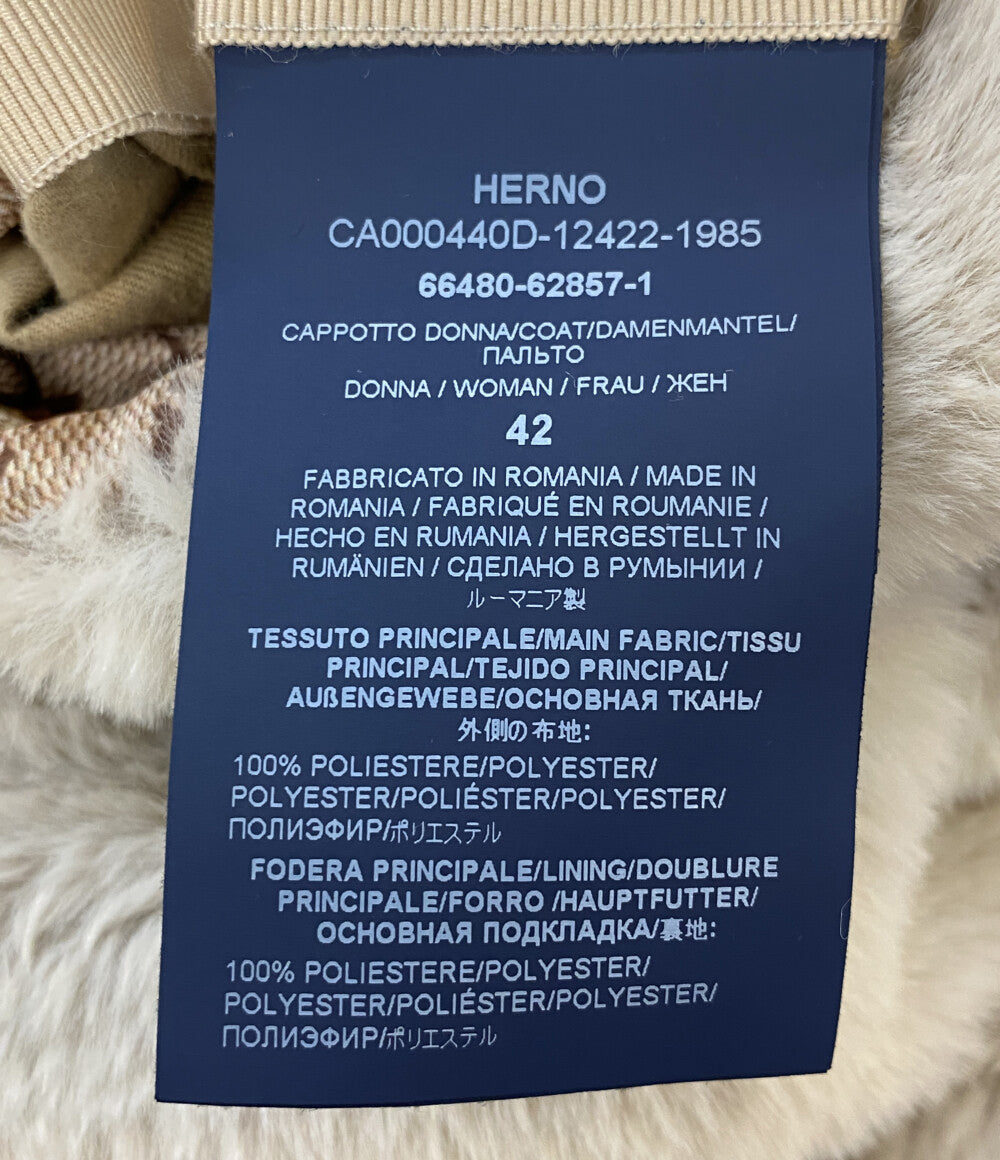 HERNO
CA000440D-12422-1985
66480-62857-1
CAPPOTTO DONNA/COAT/DAMENMANTEL/
ПАЛЬТО
DONNA / WOMAN / FRAU / ЖЕН
42
FABBRICATO IN ROMANIA / MADE IN
ROMANIA / FABRIQUÉ EN ROUMANIE /
HECHO EN RUMANIA / HERGESTELLT IN
RUMÄNIEN / СДЕЛАНО В РУМЫНИИ /
ルーマニア製
TESSUTO PRINCIPALE/MAIN FABRIC/TISSU
PRINCIPAL/TEJIDO PRINCIPAL/
AUßENGEWEBE/ОСНОВНАЯ ТКАНЬ/
外側の布地:
100% POLIESTERE/POLYESTER/
POLYESTER/POLIÉSTER/POLYESTER/
ПОЛИЭФИР/ポリエステル
FODERA PRINCIPALE/LINING/DOUBLURE
PRINCIPALE/FORRO /HAUPTFUTTER/
ОСНОВНАЯ ПОДКЛАДКА/裏地:
100% POLIESTERE/POLYESTER/
POLYESTER/POLIÉSTER/POLYESTER/
ПОЛИЭФИР/ポリエステル